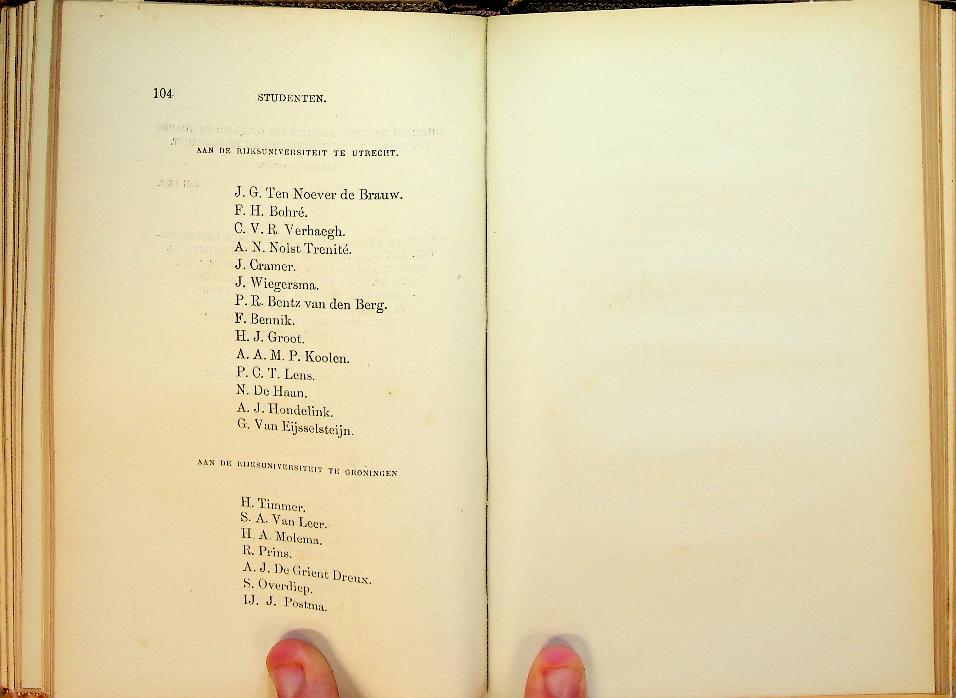 104
STUDENTEN.
AAN DE RIJKSUNIVERSITEIT TE UTRECHT.
J. G. Ten Noever de Brauw.
F. H. Bohré.
C. V. R. Verhaegh.
A. N. Nolst Trenité.
J. Cramer.
J. Wiegersma.
P. R. Bentz van den Berg.
F. Bennik.
H. J. Groot.
A. A. M. P. Koolen.
P. C. T. Lens.
N. De Haan.
A. J. Hondelink.
G. Van Eijsselsteijn.
AAN DE RIJKSUNIVERSITEIT TE GRONINGEN
H. Timmer.
S. A. Van Leer.
H. A. Molema.
R. Prins.
A. J. De Grient Dreux.
S. Overdiep.
IJ. J. Postma.